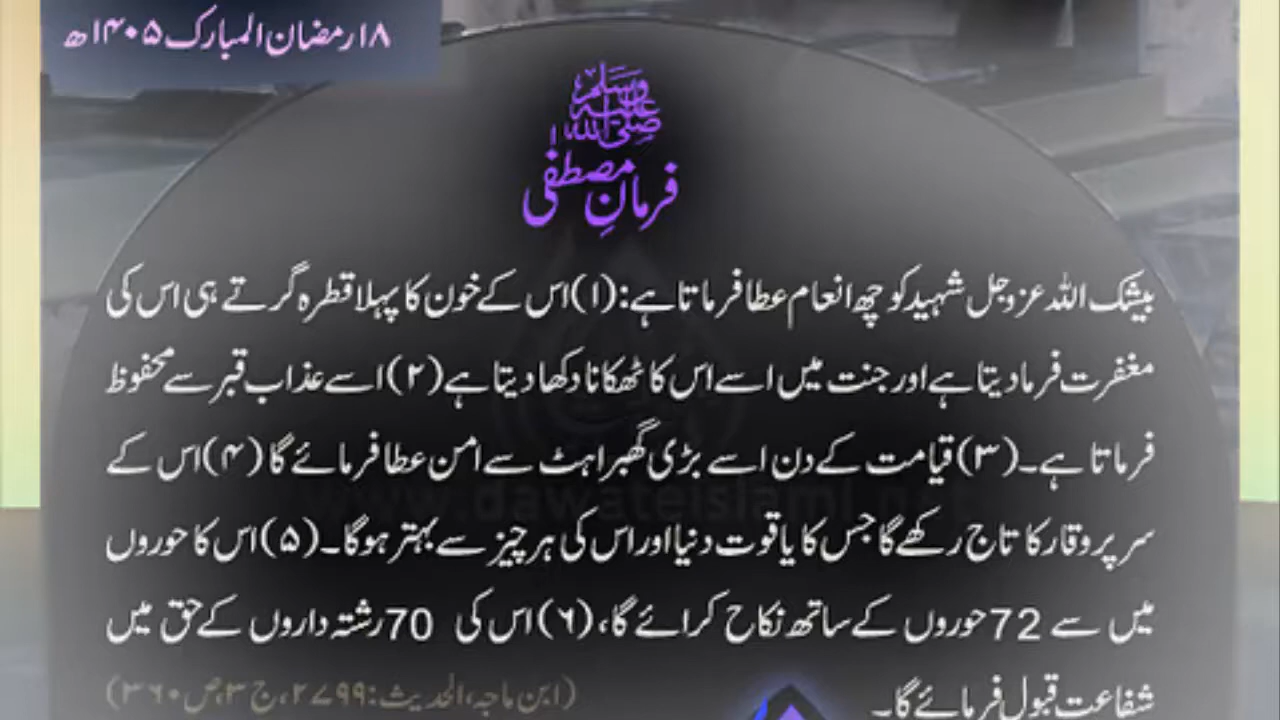 ۱۸ رمضان المبارک ۱۴۰۵ھ
صلی اللہ علیہ وسلم
فرمانِ مصطفٰی
بیشک اللہ عزوجل شہید کو چھ انعام عطا فرماتا ہے: (۱) اس کے خون کا پہلا قطرہ گرتے ہی اس کی
مغفرت فرما دیتا ہے اور جنت میں اسے اس کا ٹھکانا دکھا دیتا ہے (۲) اسے عذاب قبر سے محفوظ
فرماتا ہے۔ (۳) قیامت کے دن اسے بڑی گھبراہٹ سے امن عطا فرمائے گا (۴) اس کے
سر پر وقار کا تاج رکھے گا جس کا یاقوت دنیا اور اس کی ہر چیز سے بہتر ہوگا۔ (۵) اس کا حوروں
میں سے 72 حوروں کے ساتھ نکاح کرائے گا، (۶) اس کی 70 رشتہ داروں کے حق میں
شفاعت قبول فرمائے گا۔
(ابن ماجہ، الحدیث: ۲۷۹۹، ج ۳، ص ۳۶۰)
www.dawateislami.net